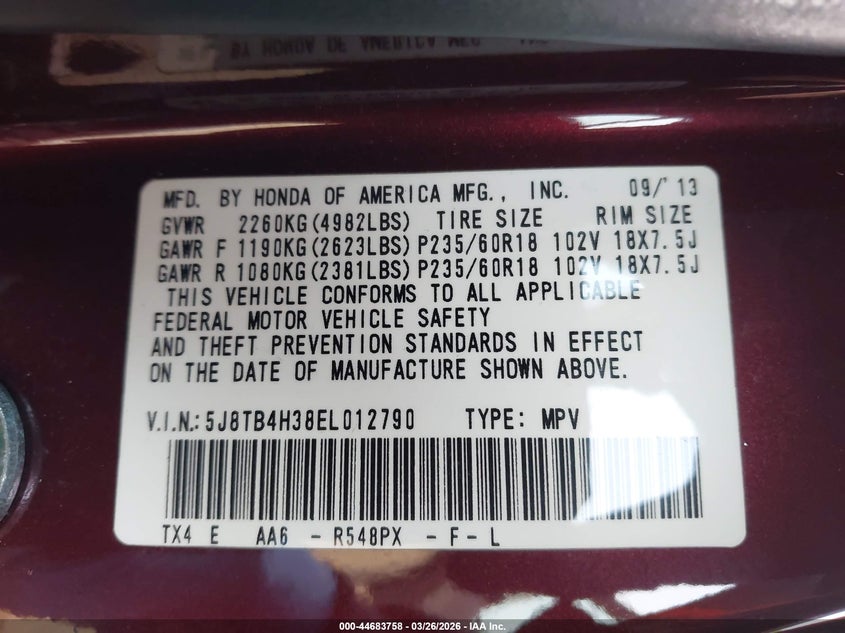 MFD. BY HONDA OF AMERICA MFG., INC. 09/'13
GVWR 2260KG(4982LBS) TIRE SIZE RIM SIZE
GAWR F 1190KG(2623LBS)P235/60R18 102V 18X7.5J
GAWR R 1080KG(2381LBS)P235/60R18 102V 18X7.5J
THIS VEHICLE CONFORMS TO ALL APPLICABLE
FEDERAL MOTOR VEHICLE SAFETY
AND THEFT PREVENTION STANDARDS IN EFFECT
ON THE DATE OF MANUFACTURE SHOWN ABOVE.
V.I.N.:5J8TB4H38EL012790 TYPE: MPV
TX4 E AA6 - R548PX - F- L
000-44683758 - 03/26/2026 - IAA Inc.